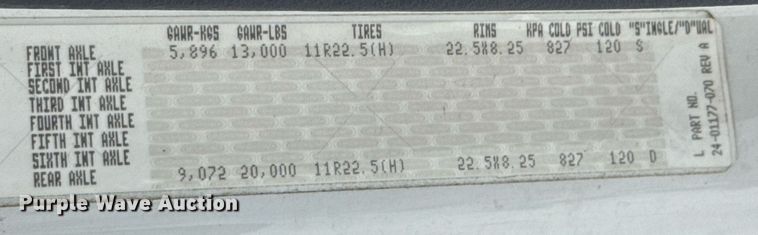 GAWR-KGS GAWR-LBS TIRES RIMS KPA COLD PSI COLD "S"INGLE/"D"UAL
FRONT AXLE 5,896 13,000 11R22.5(H) 22.5X8.25 827 120 S
FIRST INT AXLE
SECOND INT AXLE
THIRD INT AXLE
FOURTH INT AXLE
FIFTH INT AXLE
SIXTH INT AXLE
REAR AXLE 9,072 20,000 11R22.5(H) 22.5X8.25 827 120 D
L PART NO.
24-01177-070 REV A
Purple Wave Auction